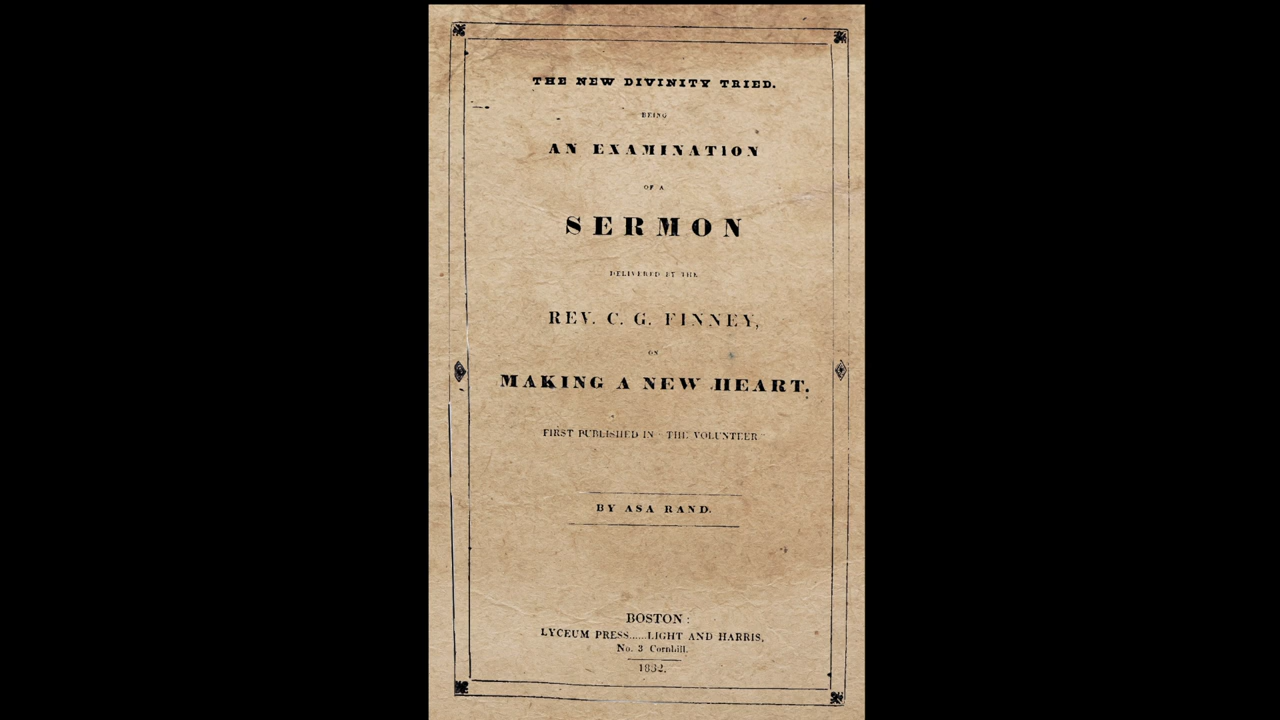 THE NEW DIVINITY TRIED.
BEING
AN EXAMINATION
OF A
SERMON
DELIVERED BY THE
REV. C. G. FINNEY,
ON
MAKING A NEW HEART.
FIRST PUBLISHED IN "THE VOLUNTEER"
BY ASA RAND.
BOSTON:
LYCEUM PRESS......LIGHT AND HARRIS,
No. 3 Cornhill.
1832.